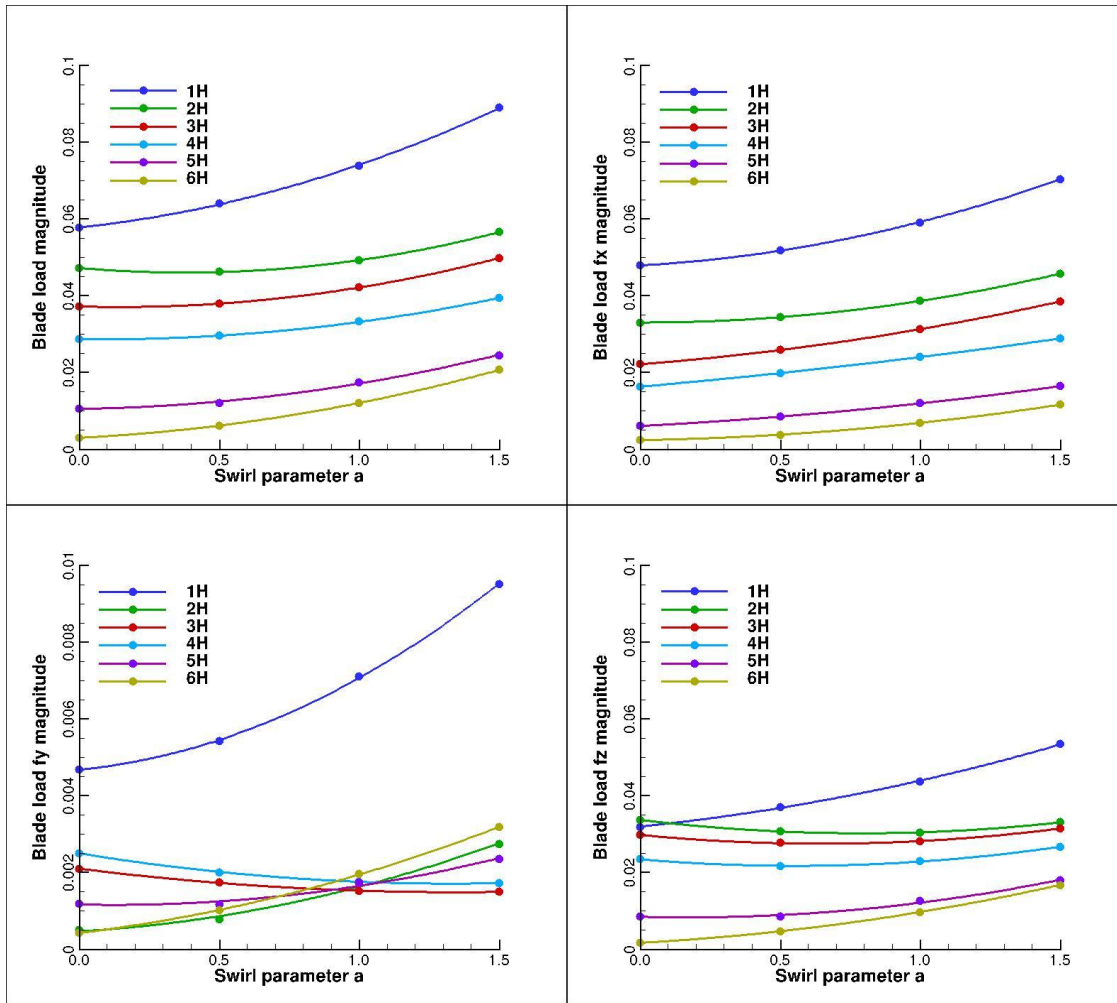 Blade load magnitude
0.1
0.08
0.06
0.04
0.02
0
1H
2H
3H
4H
5H
6H
0.0 0.5 1.0 1.5
Swirl parameter a
Blade load fx magnitude
0.1
0.08
0.06
0.04
0.02
0
1H
2H
3H
4H
5H
6H
0.0 0.5 1.0 1.5
Swirl parameter a
Blade load fy magnitude
0.01
0.008
0.006
0.004
0.002
0
1H
2H
3H
4H
5H
6H
0.0 0.5 1.0 1.5
Swirl parameter a
Blade load fz magnitude
0.1
0.08
0.06
0.04
0.02
0
1H
2H
3H
4H
5H
6H
0.0 0.5 1.0 1.5
Swirl parameter a